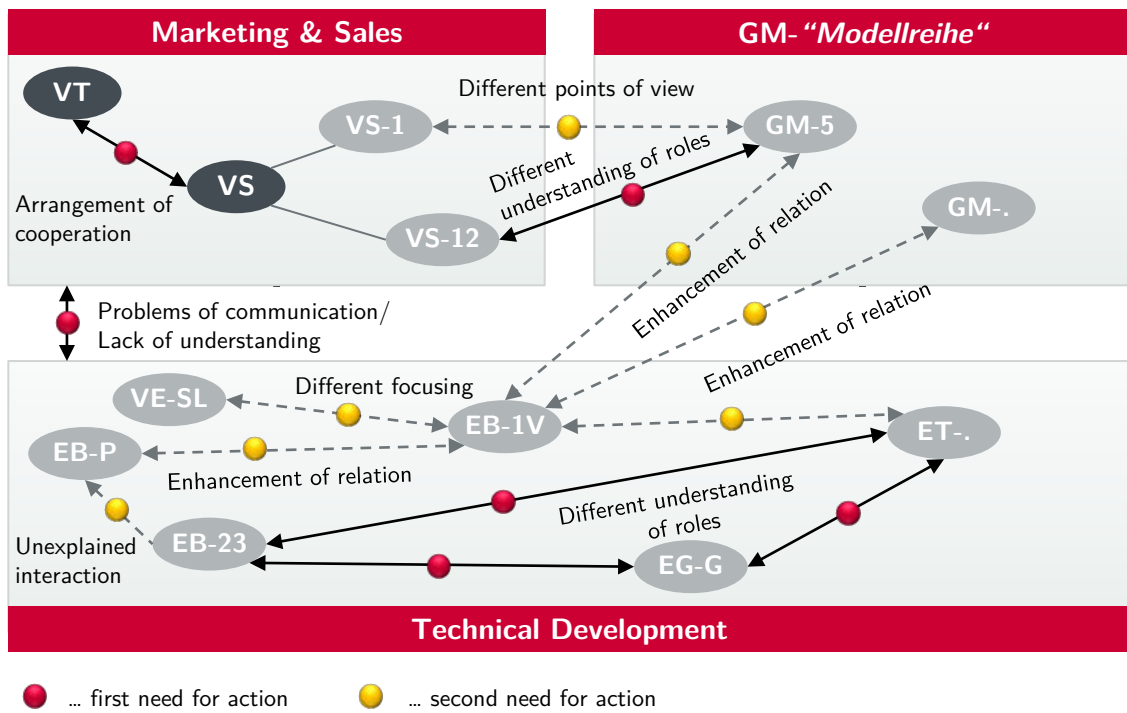 Marketing & Sales
GM-“Modellreihe“
VT
VS
VS-1
VS-12
Arrangement of
cooperation
Different points of view
Different
understanding of roles
GM-5
GM-.
Enhancement of relation
Enhancement of relation
Problems of communication/
Lack of understanding
VE-SL
Different focusing
EB-1V
EB-P
Enhancement of relation
ET-.
Different understanding
of roles
EB-23
EG-G
Unexplained
interaction
Technical Development
... first need for action
... second need for action